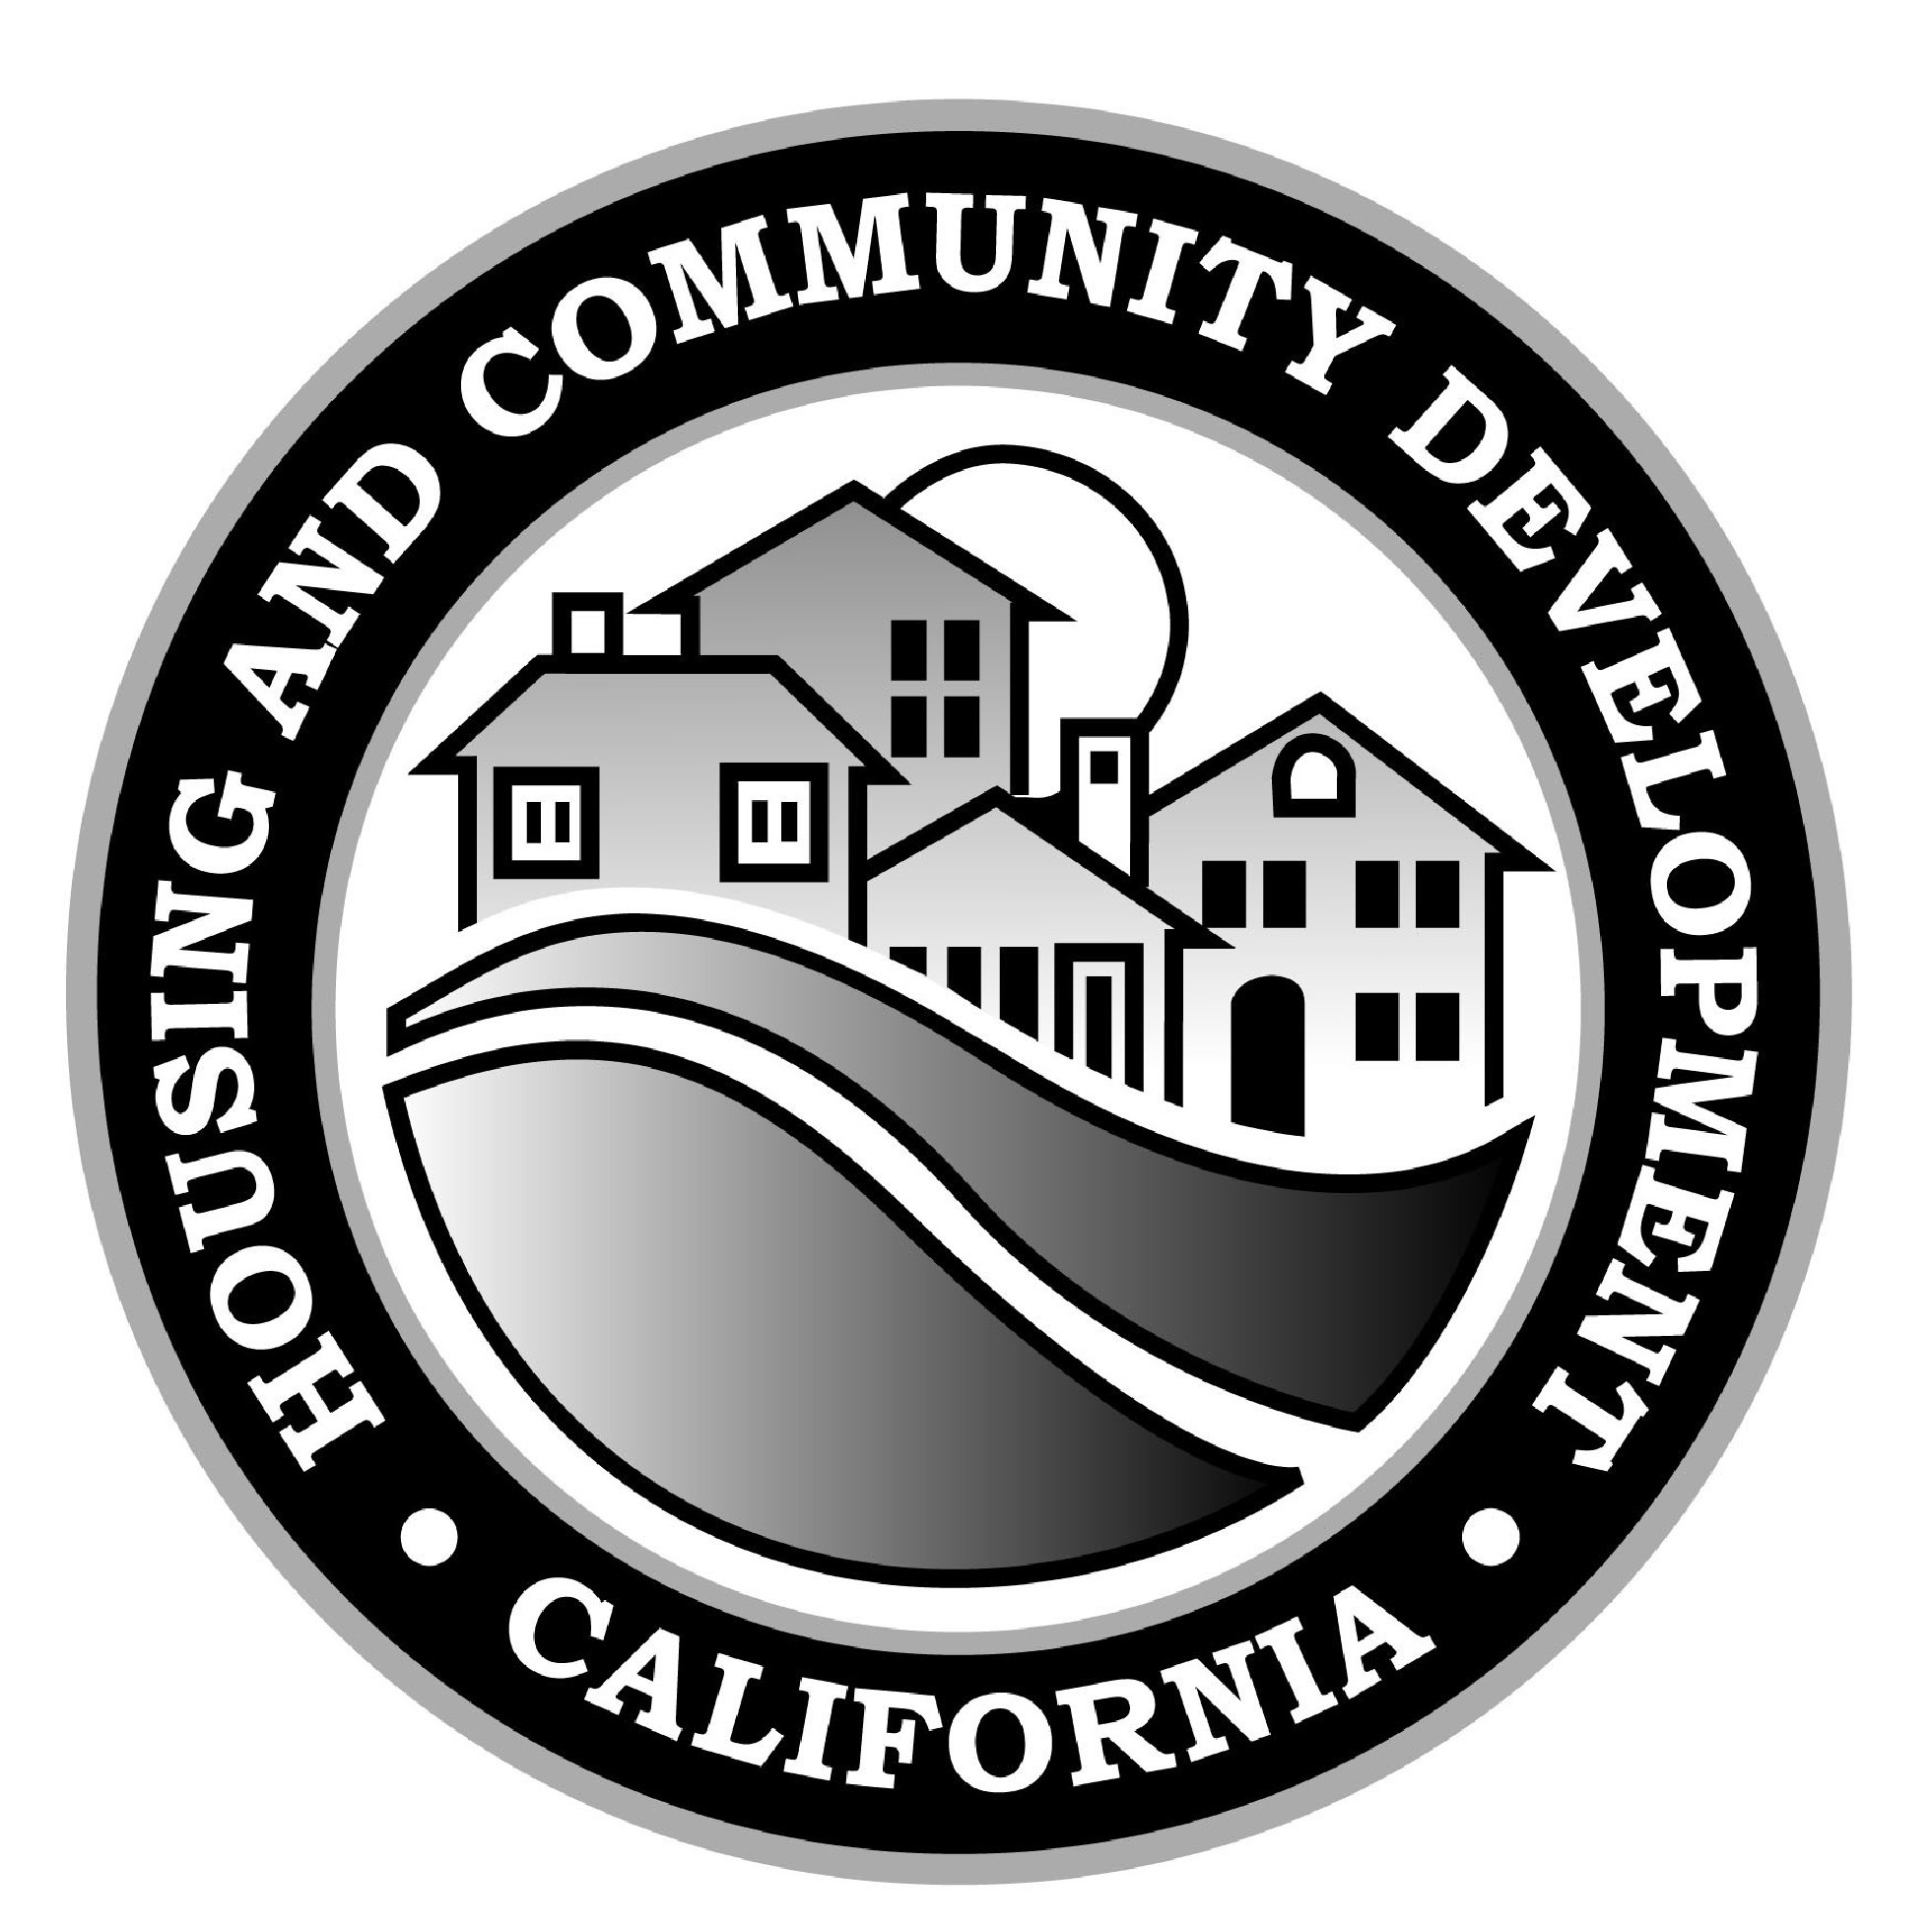 HOUSING AND COMMUNITY DEVELOPMENT
• CALIFORNIA •